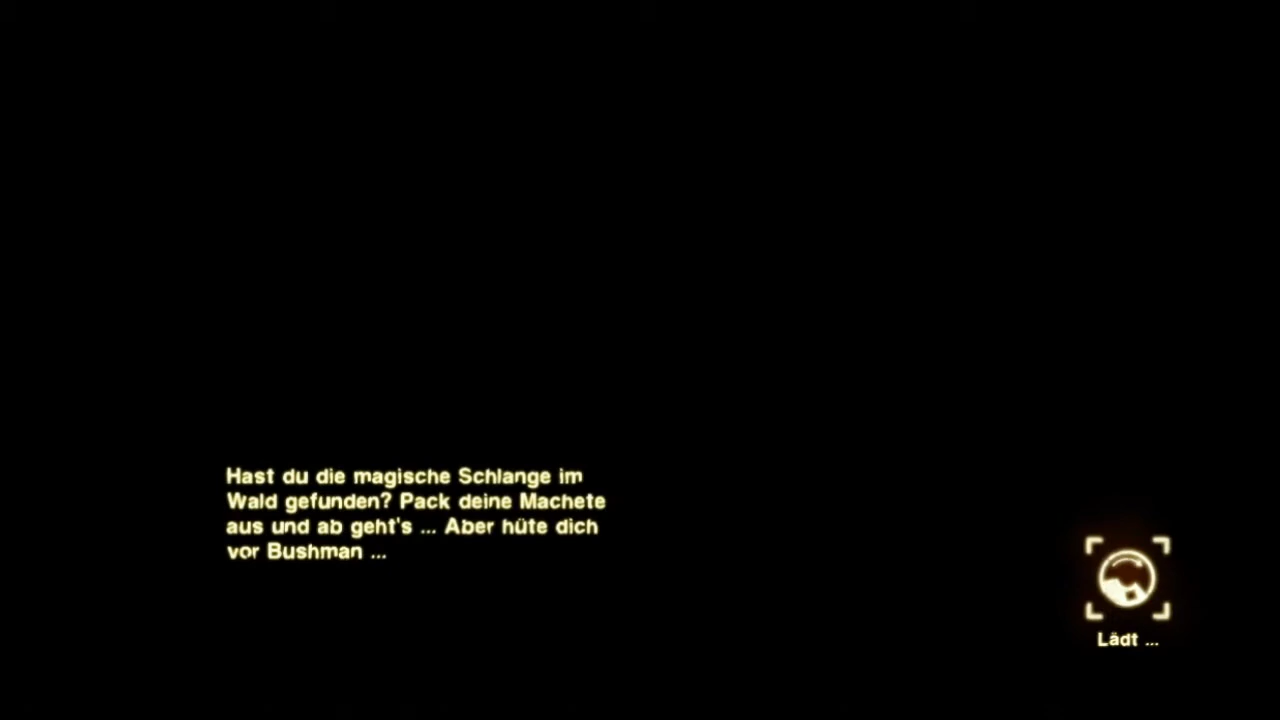 Hast du die magische Schlange im
Wald gefunden? Pack deine Machete
aus und ab geht's ... Aber hüte dich
vor Bushman ...
Lädt ...